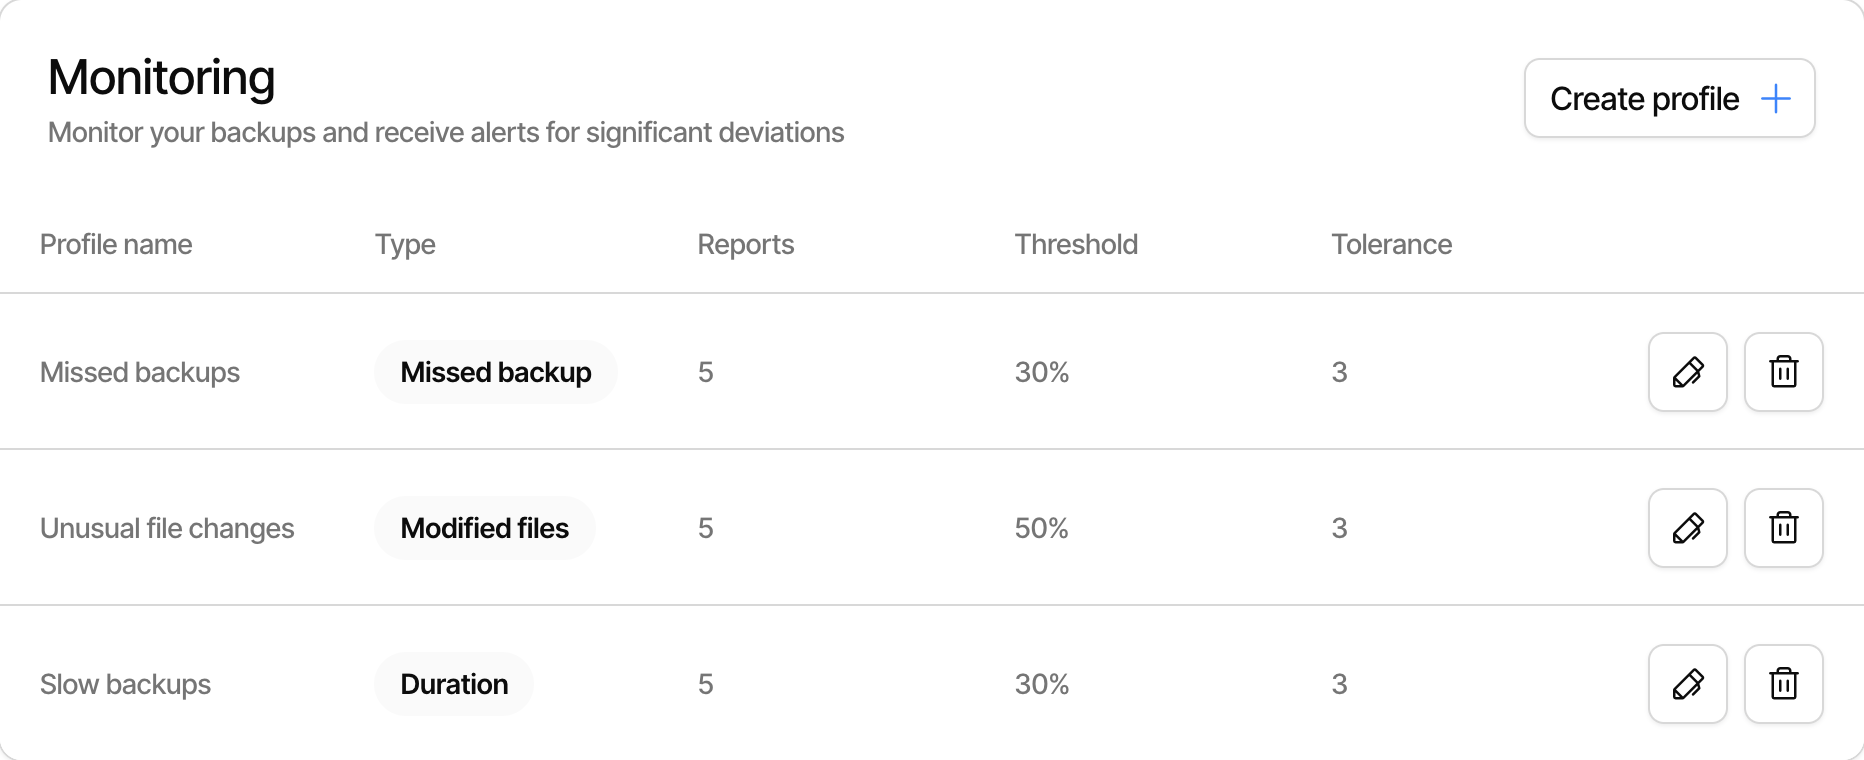 Monitoring
Monitor your backups and receive alerts for significant deviations
Create profile
Profile name Type Reports Threshold Tolerance
Missed backups Missed backup 5 30% 3
Unusual file changes Modified files 5 50% 3
Slow backups Duration 5 30% 3